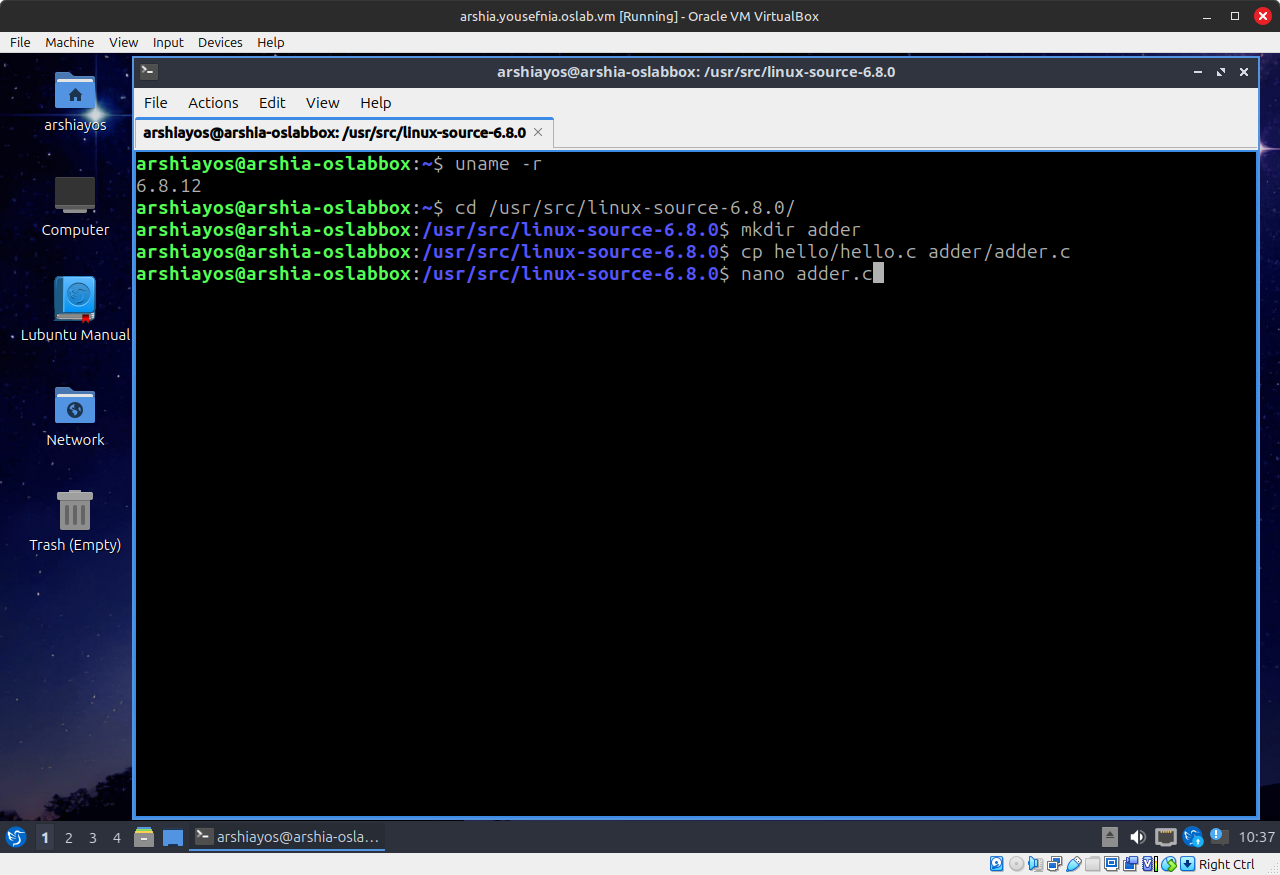 arshia.yousefnia.oslab.vm [Running] - Oracle VM VirtualBox
File Machine View Input Devices Help
arshiayos@arshia-oslabbox: /usr/src/linux-source-6.8.0
File Actions Edit View Help
arshiayos@arshia-oslabbox: /usr/src/linux-source-6.8.0
arshiayos@arshia-oslabbox:~$ uname -r
6.8.12
arshiayos@arshia-oslabbox:~$ cd /usr/src/linux-source-6.8.0/
arshiayos@arshia-oslabbox:/usr/src/linux-source-6.8.0$ mkdir adder
arshiayos@arshia-oslabbox:/usr/src/linux-source-6.8.0$ cp hello/hello.c adder/adder.c
arshiayos@arshia-oslabbox:/usr/src/linux-source-6.8.0$ nano adder.c
arshiayos
Computer
Lubuntu Manual
Network
Trash (Empty)
1 2 3 4 arshiayos@arshia-osla... 10:37
Right Ctrl